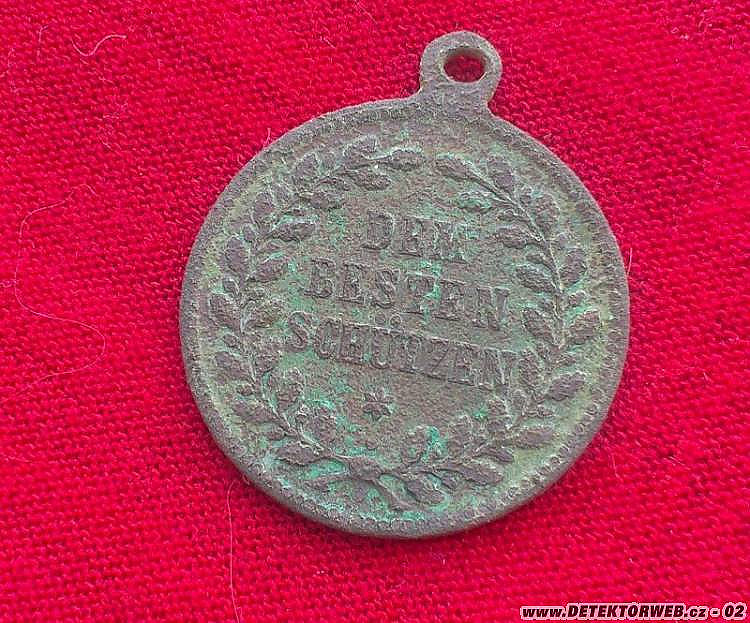 DEM
BESTEN
SCHÜTZEN
www.DETEKTORWEB.cz - 02